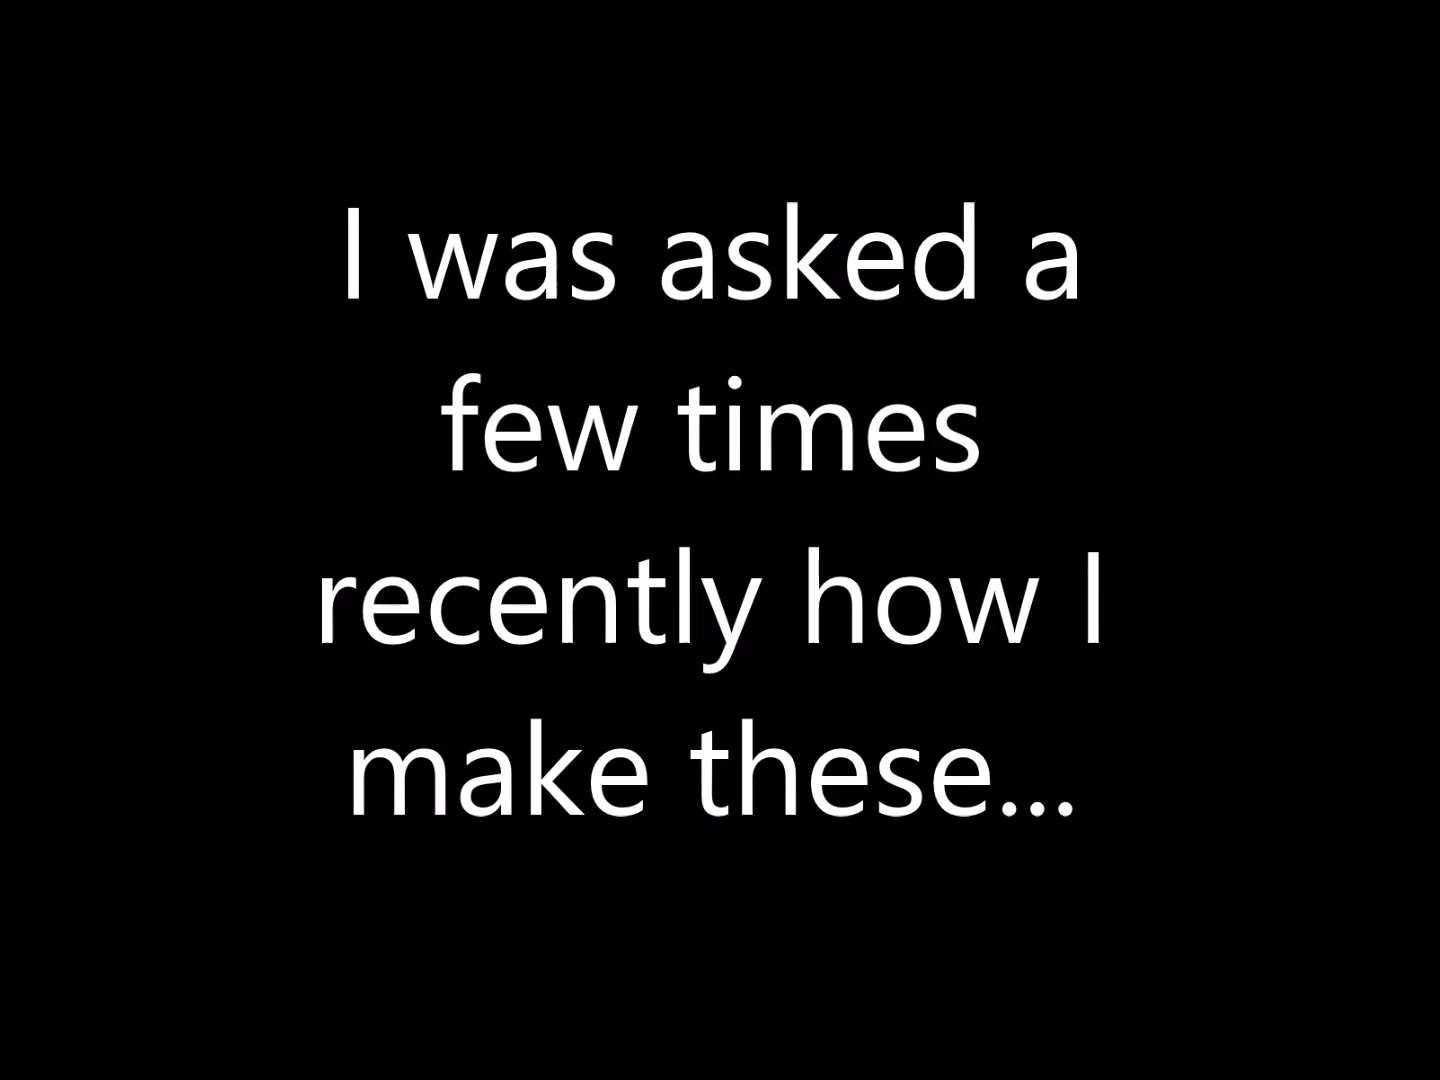 I was asked a
few times
recently how I
make these...